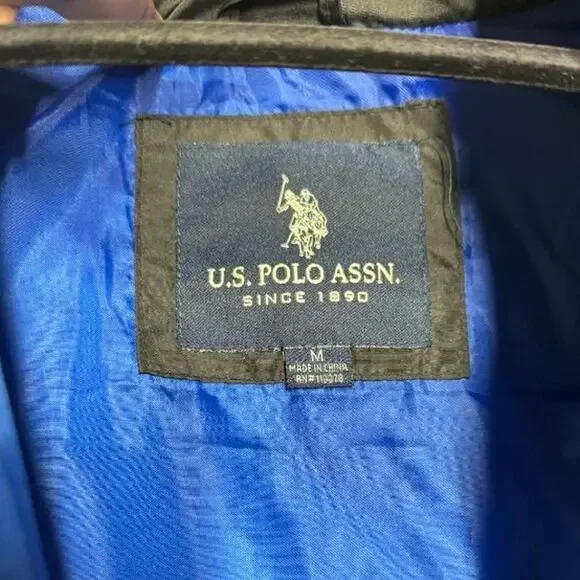 U.S. POLO ASSN.
SINCE 1890
M
MADE IN CHINA